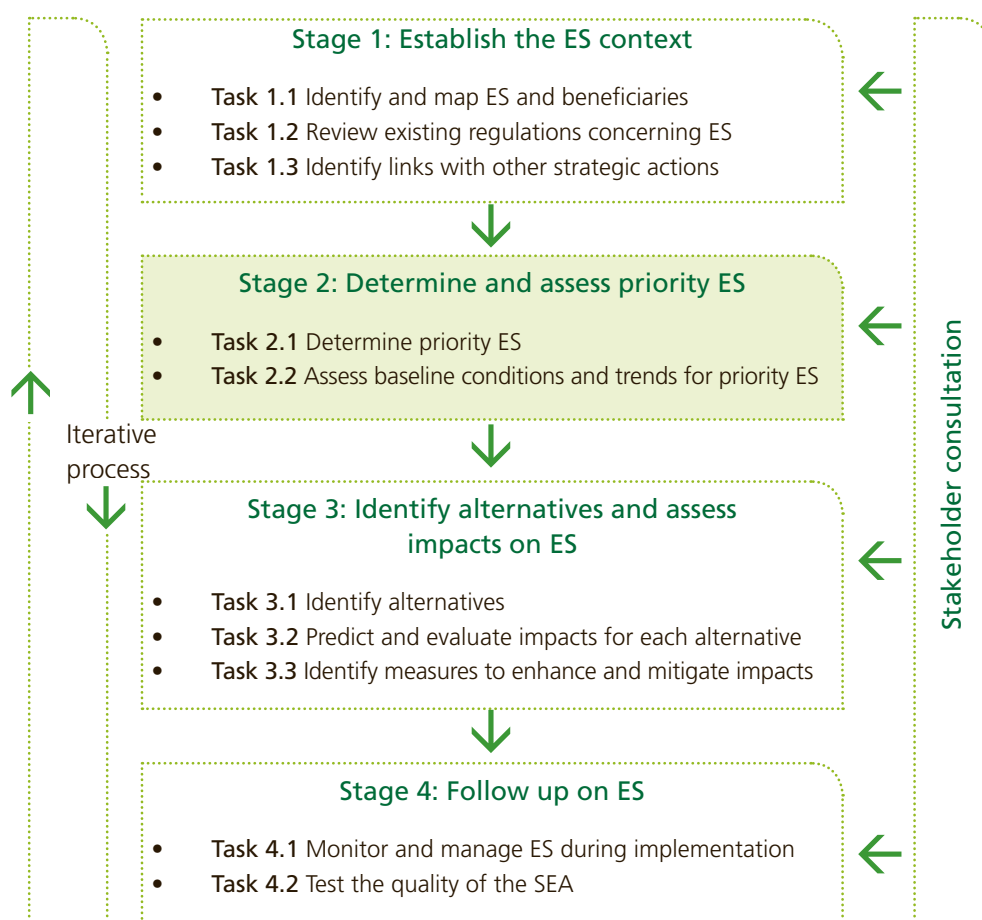 Stage 1: Establish the ES context
• Task 1.1 Identify and map ES and beneficiaries
• Task 1.2 Review existing regulations concerning ES
• Task 1.3 Identify links with other strategic actions
Stage 2: Determine and assess priority ES
• Task 2.1 Determine priority ES
• Task 2.2 Assess baseline conditions and trends for priority ES
Iterative
process
Stage 3: Identify alternatives and assess
impacts on ES
• Task 3.1 Identify alternatives
• Task 3.2 Predict and evaluate impacts for each alternative
• Task 3.3 Identify measures to enhance and mitigate impacts
Stage 4: Follow up on ES
• Task 4.1 Monitor and manage ES during implementation
• Task 4.2 Test the quality of the SEA
Stakeholder consultation